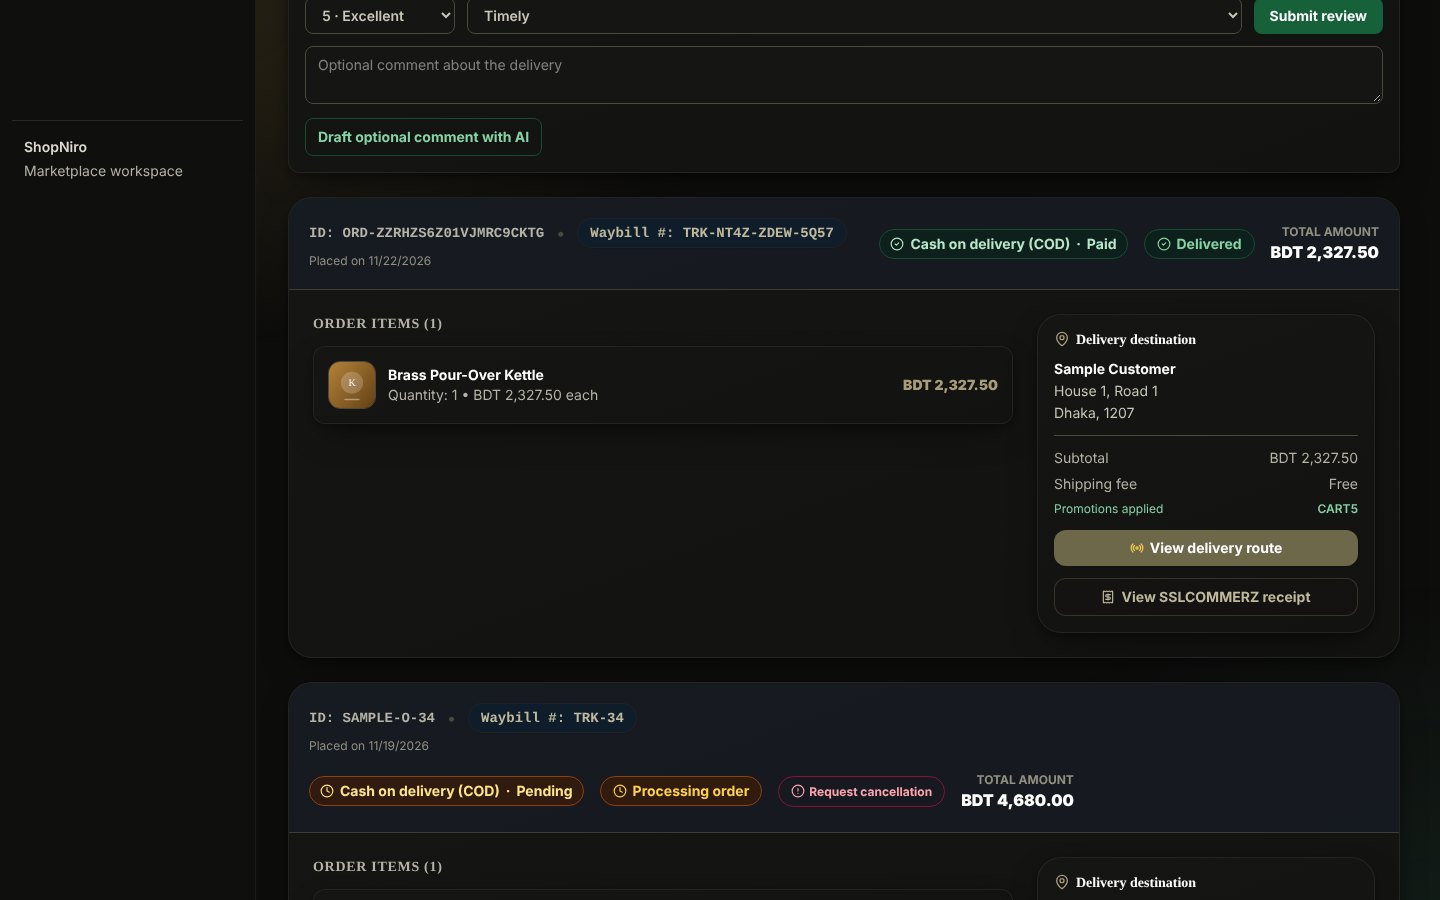 5 · Excellent
Timely
Submit review
Optional comment about the delivery
Draft optional comment with AI
ShopNiro
Marketplace workspace
ID: ORD-ZZRHZS6Z01VJMRC9CKTG • Waybill #: TRK-NT4Z-ZDEW-5Q57
Placed on 11/22/2026
Cash on delivery (COD) · Paid
Delivered
TOTAL AMOUNT
BDT 2,327.50
ORDER ITEMS (1)
K
Brass Pour-Over Kettle
Quantity: 1 • BDT 2,327.50 each
BDT 2,327.50
Delivery destination
Sample Customer
House 1, Road 1
Dhaka, 1207
Subtotal BDT 2,327.50
Shipping fee Free
Promotions applied CART5
View delivery route
View SSLCOMMERZ receipt
ID: SAMPLE-O-34 • Waybill #: TRK-34
Placed on 11/19/2026
Cash on delivery (COD) · Pending
Processing order
Request cancellation
TOTAL AMOUNT
BDT 4,680.00
ORDER ITEMS (1)
Delivery destination